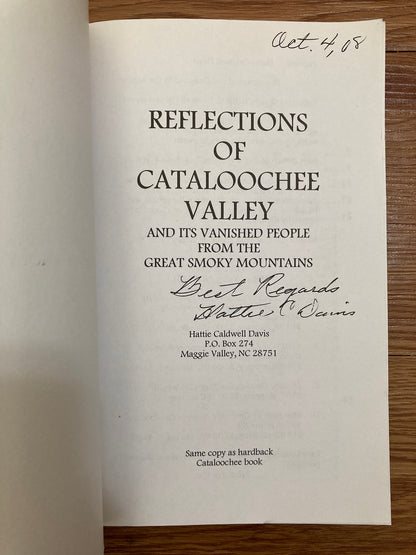 Oct. 4, 08
REFLECTIONS
OF
CATALOOCHEE
VALLEY
AND ITS VANISHED PEOPLE
FROM THE
GREAT SMOKY MOUNTAINS
Best Regards
Hattie C Davis
Hattie Caldwell Davis
P.O. Box 274
Maggie Valley, NC 28751
Same copy as hardback
Cataloochee book